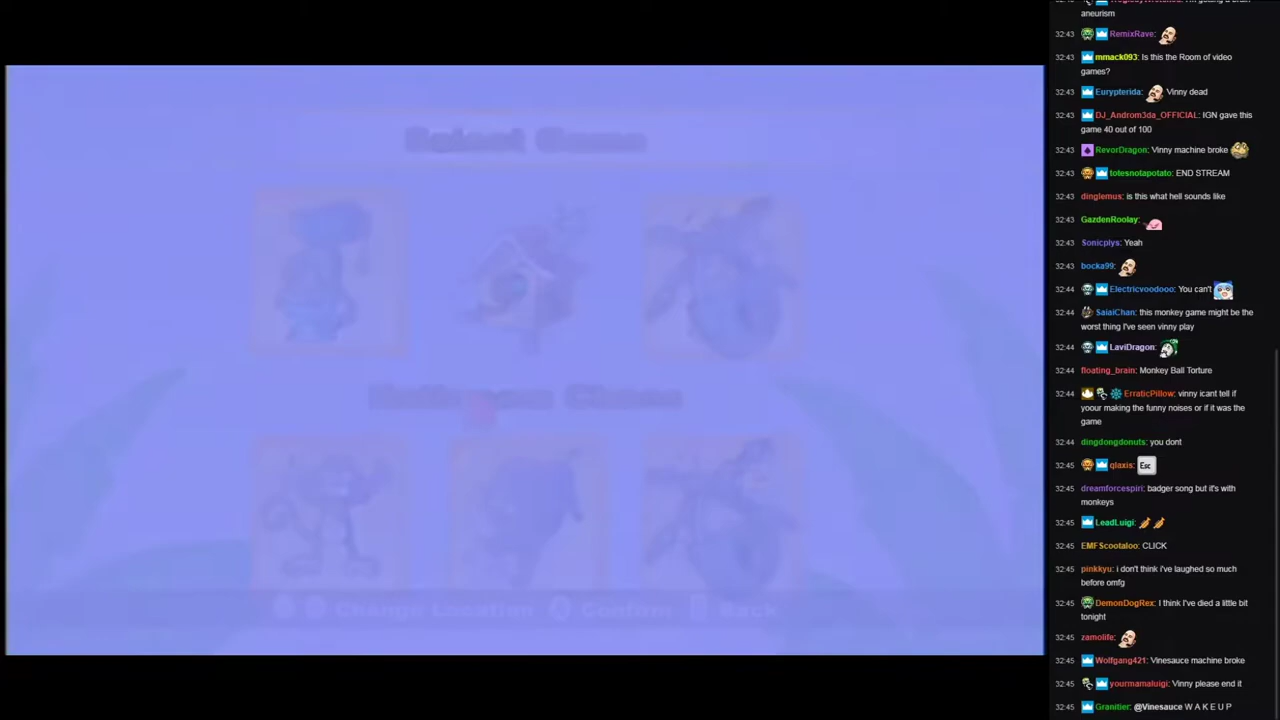 aneurism
32:43 RemixRave:
32:43 mmack093: Is this the Room of video
games?
32:43 Eurypterida: Vinny dead
32:43 DJ_Androm3da_OFFICIAL: IGN gave this
game 40 out of 100
32:43 RevorDragon: Vinny machine broke
32:43 totesnotapotato: END STREAM
32:43 dinglemus: is this what hell sounds like
32:43 GazdenRoolay:
32:43 Sonicplys: Yeah
32:43 bocka99:
32:44 Electricvoodooo: You can't
32:44 SaiaiChan: this monkey game might be the
worst thing I've seen vinny play
32:44 LaviDragon:
32:44 floating_brain: Monkey Ball Torture
32:44 ErraticPillow: vinny icant tell if
yoour making the funny noises or if it was the
game
32:44 dingdongdonuts: you dont
32:45 qlaxis: Esc
32:45 dreamforcespiri: badger song but it's with
monkeys
32:45 LeadLuigi:
32:45 EMFScootaloo: CLICK
32:45 pinkkyu: i don't think i've laughed so much
before omfg
32:45 DemonDogRex: I think I've died a little bit
tonight
32:45 zamolife:
32:45 Wolfgang421: Vinesauce machine broke
32:45 yourmamaluigi: Vinny please end it
32:45 Granitier: @Vinesauce W A K E U P